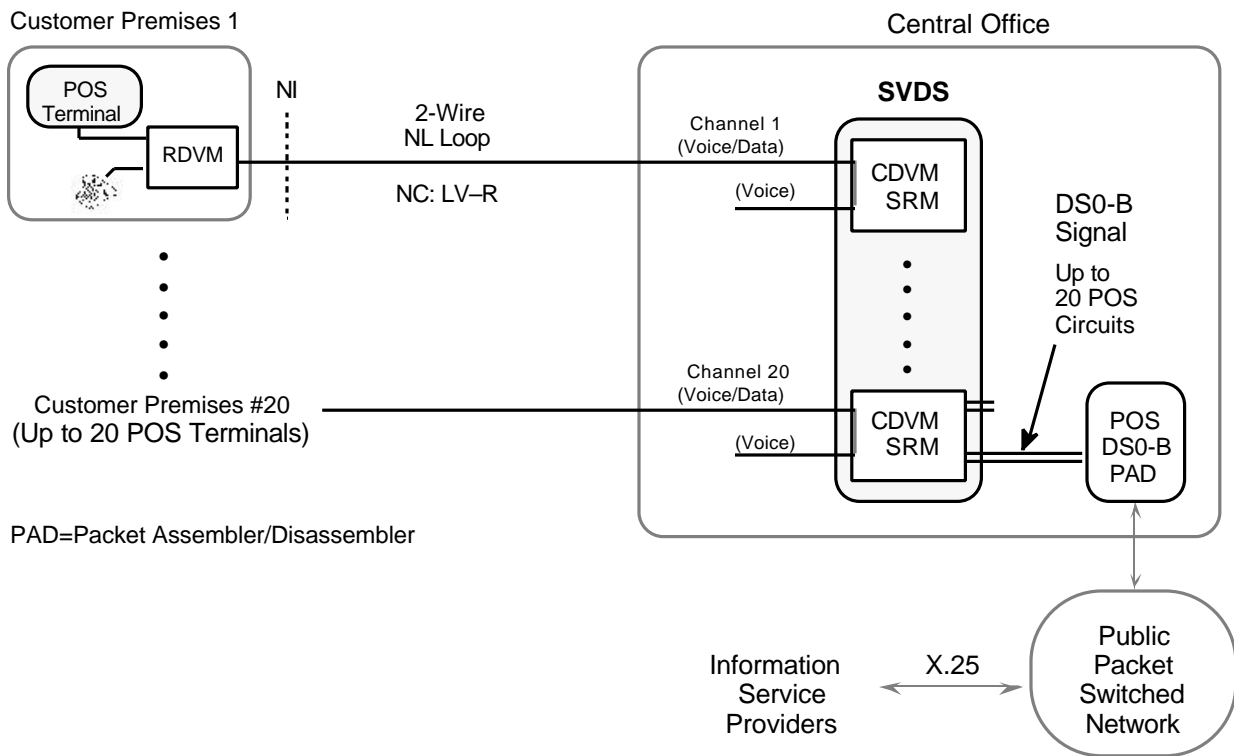 Customer Premises 1
POS
Terminal
RDVM
NI
2-Wire
NL Loop
NC: LV–R
Central Office
SVDS
Channel 1
(Voice/Data)
(Voice)
CDVM
SRM
DS0-B
Signal
Up to
20 POS
Circuits
Customer Premises #20
(Up to 20 POS Terminals)
Channel 20
(Voice/Data)
(Voice)
CDVM
SRM
POS
DS0-B
PAD
PAD=Packet Assembler/Disassembler
Information
Service
Providers
X.25
Public
Packet
Switched
Network